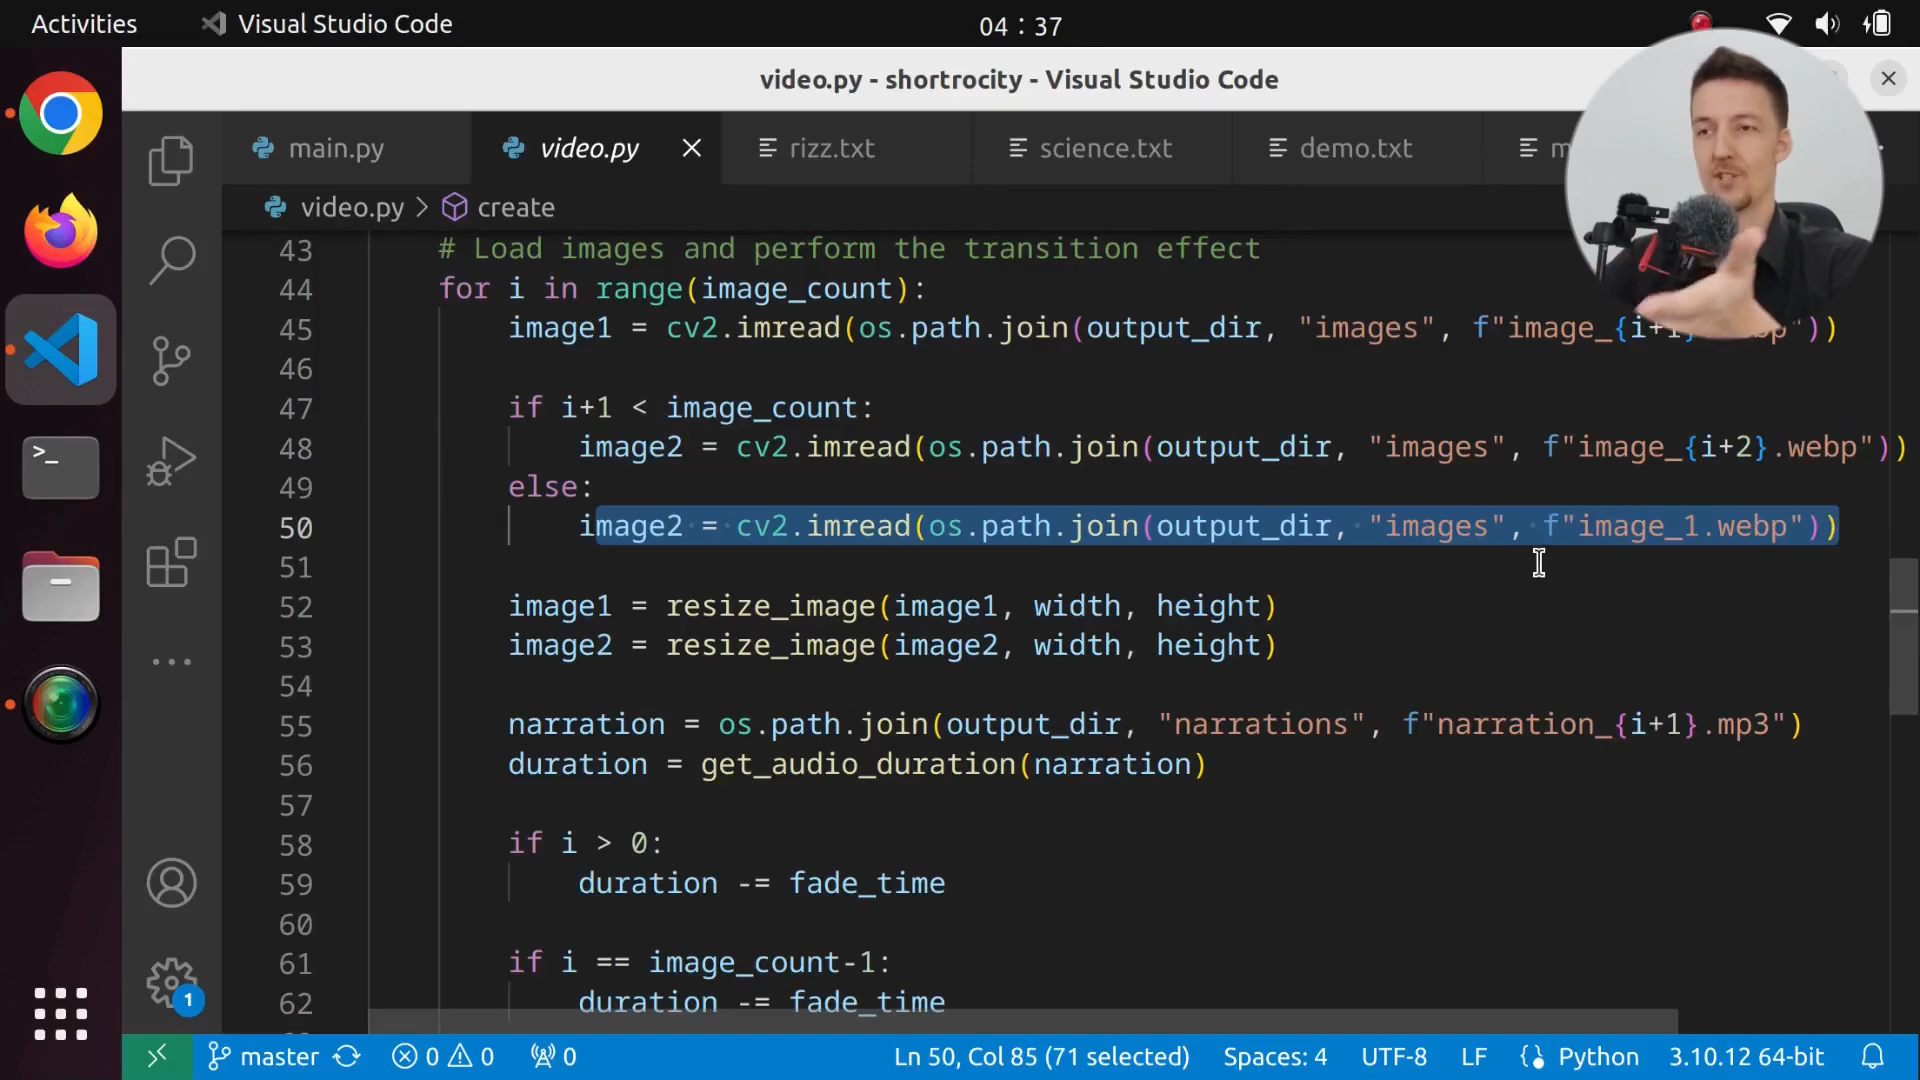 Activities
Visual Studio Code
04 : 37
video.py - shortrocity - Visual Studio Code
main.py
video.py
rizz.txt
science.txt
demo.txt
video.py > create
43 # Load images and perform the transition effect
44 for i in range(image_count):
45 image1 = cv2.imread(os.path.join(output_dir, "images", f"image_{i+1}.webp"))
46
47 if i+1 < image_count:
48 image2 = cv2.imread(os.path.join(output_dir, "images", f"image_{i+2}.webp"))
49 else:
50 image2 = cv2.imread(os.path.join(output_dir, "images", f"image_1.webp"))
51
52 image1 = resize_image(image1, width, height)
53 image2 = resize_image(image2, width, height)
54
55 narration = os.path.join(output_dir, "narrations", f"narration_{i+1}.mp3")
56 duration = get_audio_duration(narration)
57
58 if i > 0:
59 duration -= fade_time
60
61 if i == image_count-1:
62 duration -= fade_time
1
master
0
0
0
Ln 50, Col 85 (71 selected)
Spaces: 4
UTF-8
LF
Python
3.10.12 64-bit